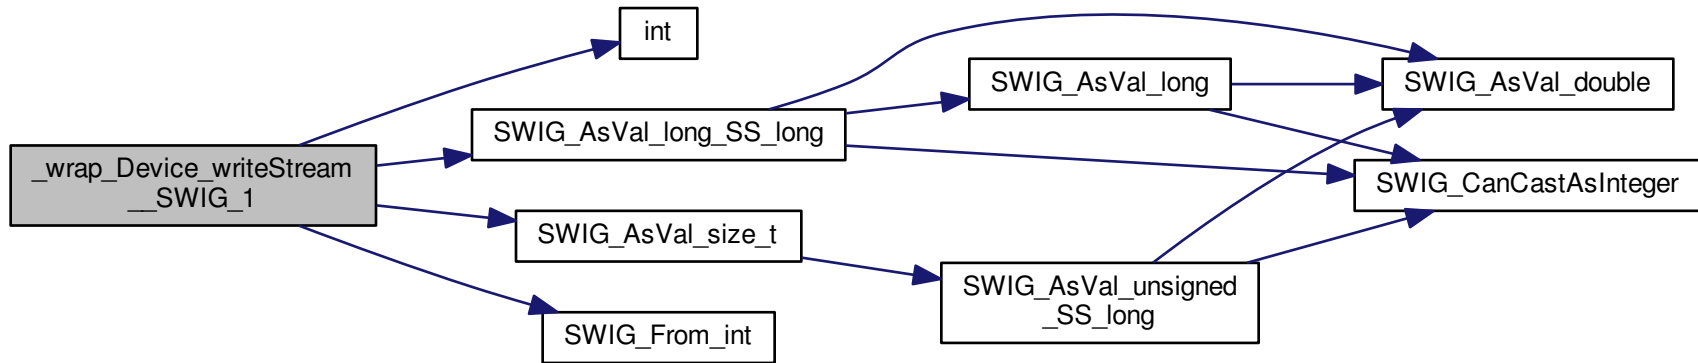 _wrap_Device_writeStream
__SWIG_1
int
SWIG_AsVal_long_SS_long
SWIG_AsVal_size_t
SWIG_From_int
SWIG_AsVal_long
SWIG_AsVal_unsigned
_SS_long
SWIG_AsVal_double
SWIG_CanCastAsInteger